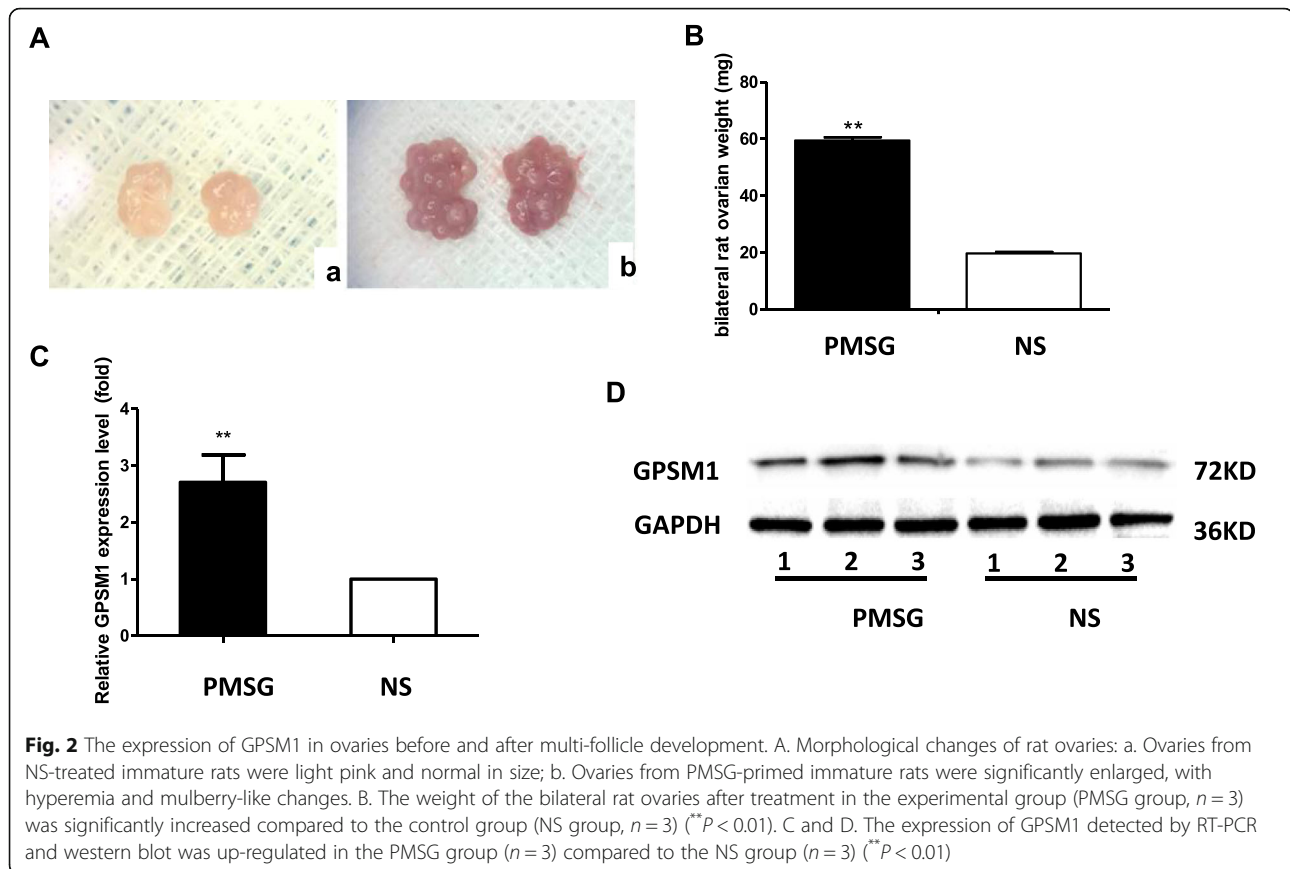 A
a
b
B
bilateral rat ovarian weight (mg)
80
60
40
20
0
**
PMSG
NS
C
Relative GPSM1 expression level (fold)
4
3
2
1
0
**
PMSG
NS
D
GPSM1
72KD
GAPDH
36KD
1 2 3 1 2 3
PMSG NS
Fig. 2 The expression of GPSM1 in ovaries before and after multi-follicle development. A. Morphological changes of rat ovaries: a. Ovaries from
NS-treated immature rats were light pink and normal in size; b. Ovaries from PMSG-primed immature rats were significantly enlarged, with
hyperemia and mulberry-like changes. B. The weight of the bilateral rat ovaries after treatment in the experimental group (PMSG group, n = 3)
was significantly increased compared to the control group (NS group, n = 3) (**P < 0.01). C and D. The expression of GPSM1 detected by RT-PCR
and western blot was up-regulated in the PMSG group (n = 3) compared to the NS group (n = 3) (**P < 0.01)